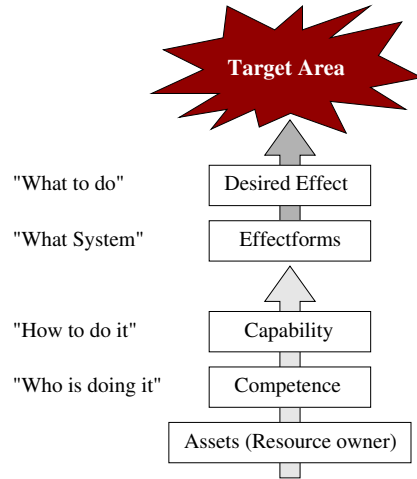 Target Area
"What to do" Desired Effect
"What System" Effectforms
"How to do it" Capability
"Who is doing it" Competence
Assets (Resource owner)